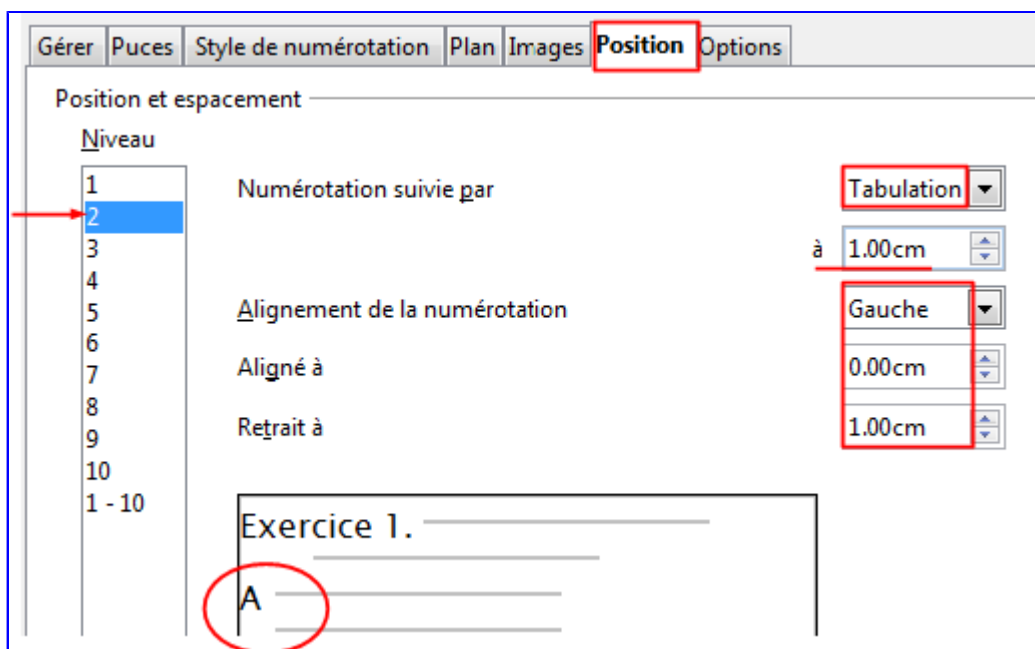 Gérer Puces Style de numérotation Plan Images Position Options
Position et espacement
Niveau
1
2
3
4
5
6
7
8
9
10
1 - 10
Numérotation suivie par Tabulation
à 1.00cm
Alignement de la numérotation Gauche
Aligné à 0.00cm
Retrait à 1.00cm
Exercice 1.
A